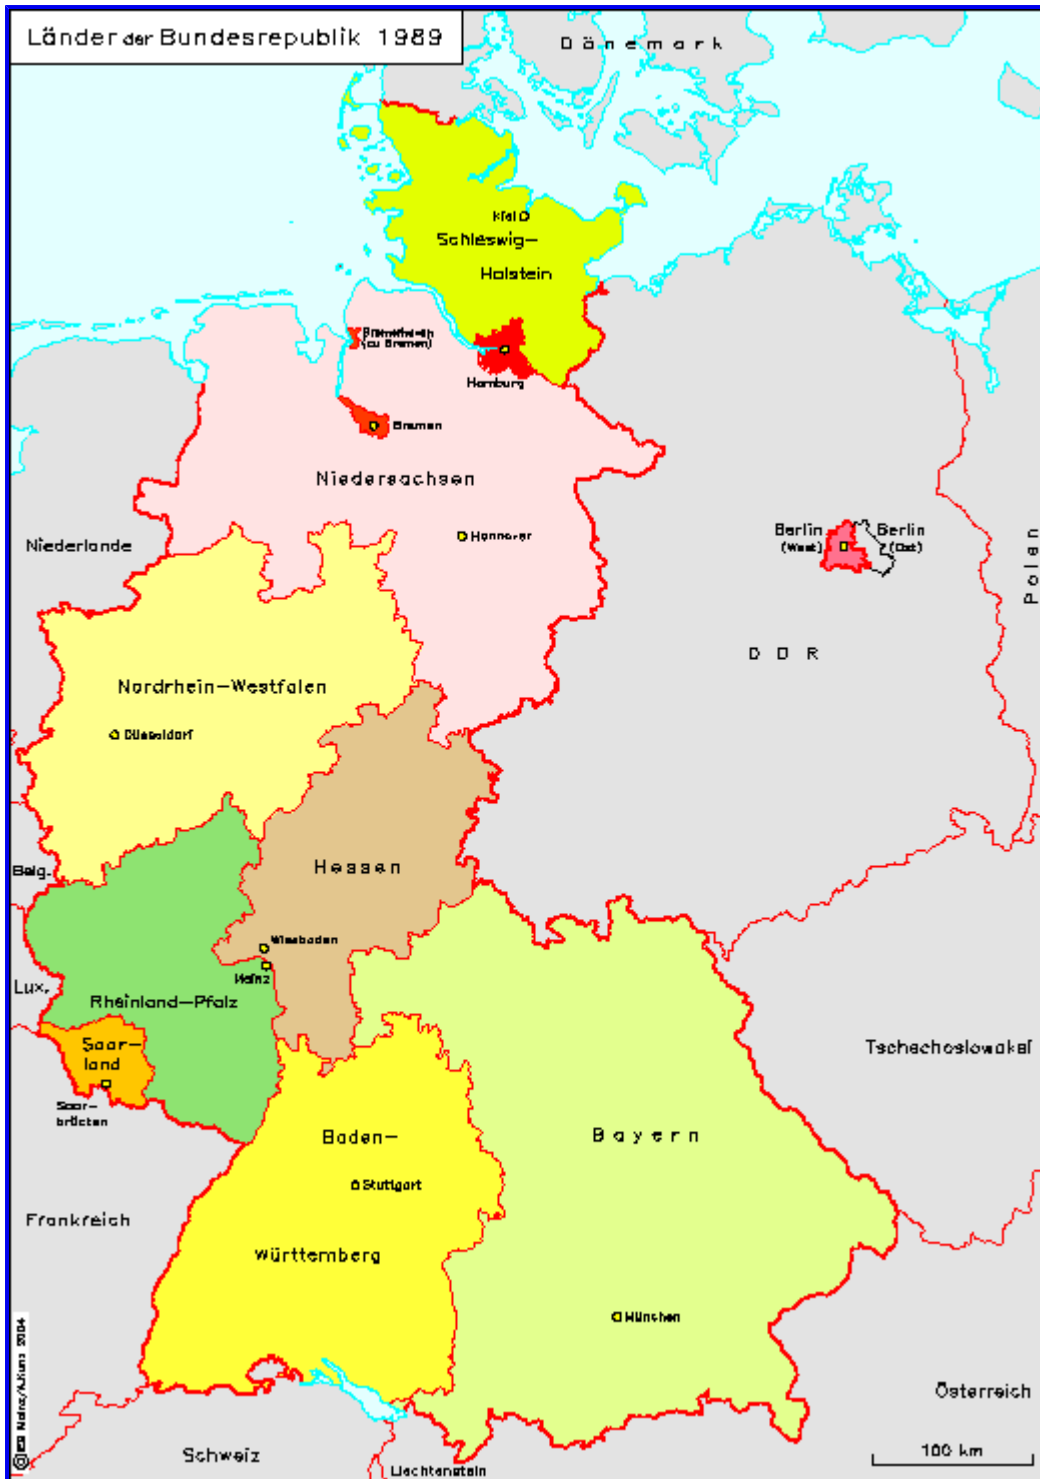 Länder der Bundesrepublik 1989
Dänemark
Kiel
Schleswig-
Holstein
Bremerhaven
(zu Bremen)
Hamburg
Bremen
Niedersachsen
Hannover
Niederlande
Berlin
(West)
Berlin
(Ost)
Polen
DDR
Nordrhein-Westfalen
Düsseldorf
Hessen
Belg.
Wiesbaden
Mainz
Lux.
Rheinland-Pfalz
Saar-
land
Saar-
brücken
Tschechoslowakei
Baden-
Bayern
Stuttgart
Frankreich
Württemberg
München
Österreich
Schweiz
Liechtenstein
100 km